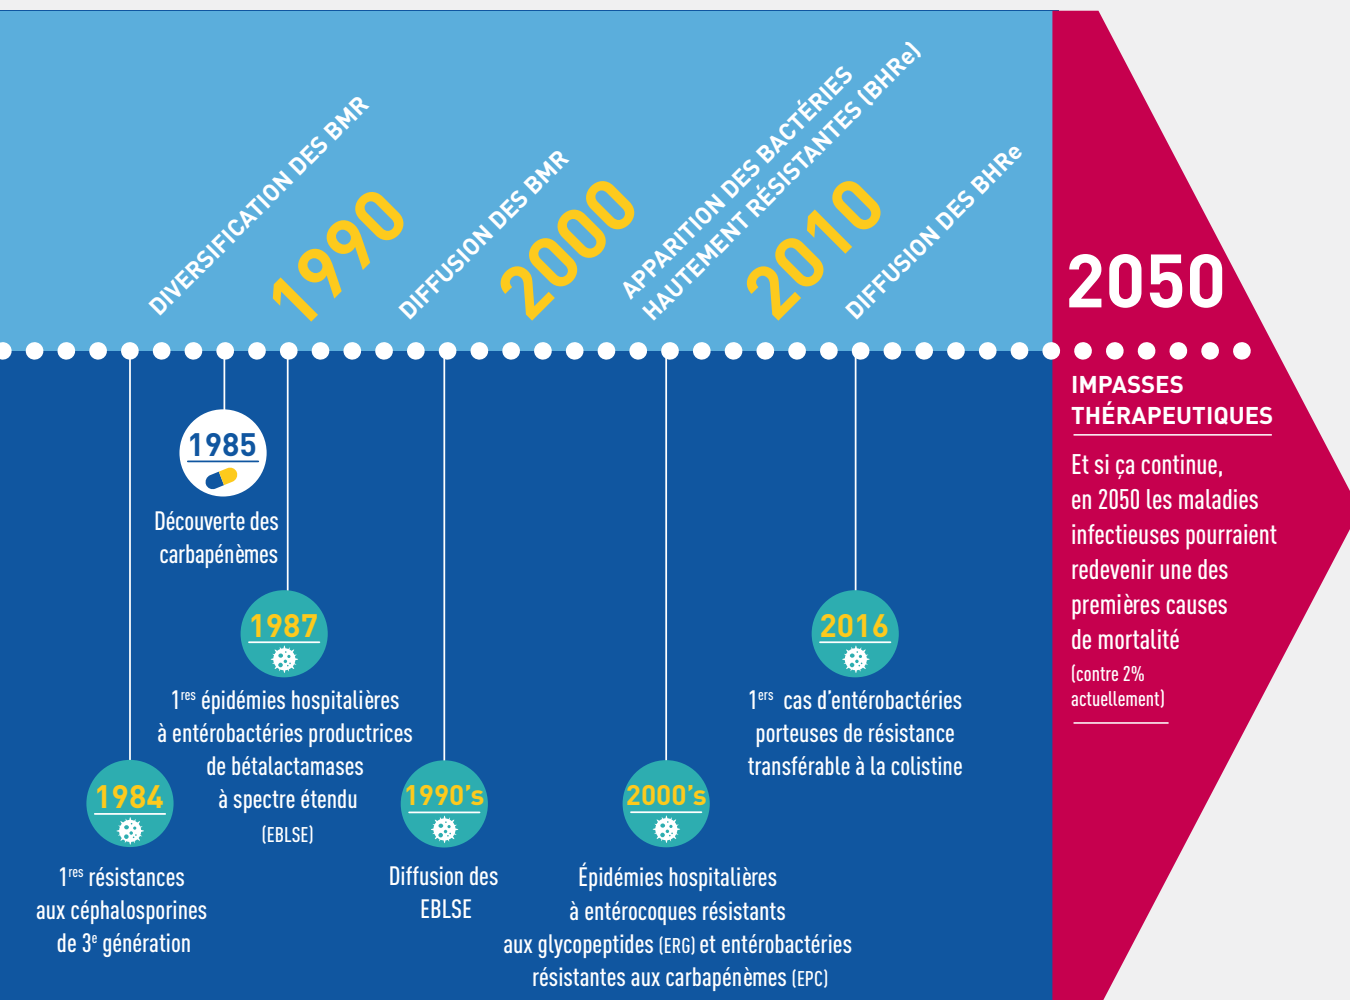 DIVERSIFICATION DES BMR
1990
DIFFUSION DES BMR
2000
APPARITION DES BACTÉRIES
HAUTEMENT RÉSISTANTES (BHRe)
2010
DIFFUSION DES BHRe
2050
IMPASSES
THÉRAPEUTIQUES
Et si ça continue,
en 2050 les maladies
infectieuses pourraient
redevenir une des
premières causes
de mortalité
(contre 2%
actuellement)
1984
1res résistances
aux céphalosporines
de 3e génération
1985
Découverte des
carbapénèmes
1987
1res épidémies hospitalières
à entérobactéries productrices
de bétalactamases
à spectre étendu
(EBLSE)
1990's
Diffusion des
EBLSE
2000's
Épidémies hospitalières
à entérocoques résistants
aux glycopeptides (ERG) et entérobactéries
résistantes aux carbapénèmes (EPC)
2016
1ers cas d'entérobactéries
porteuses de résistance
transférable à la colistine